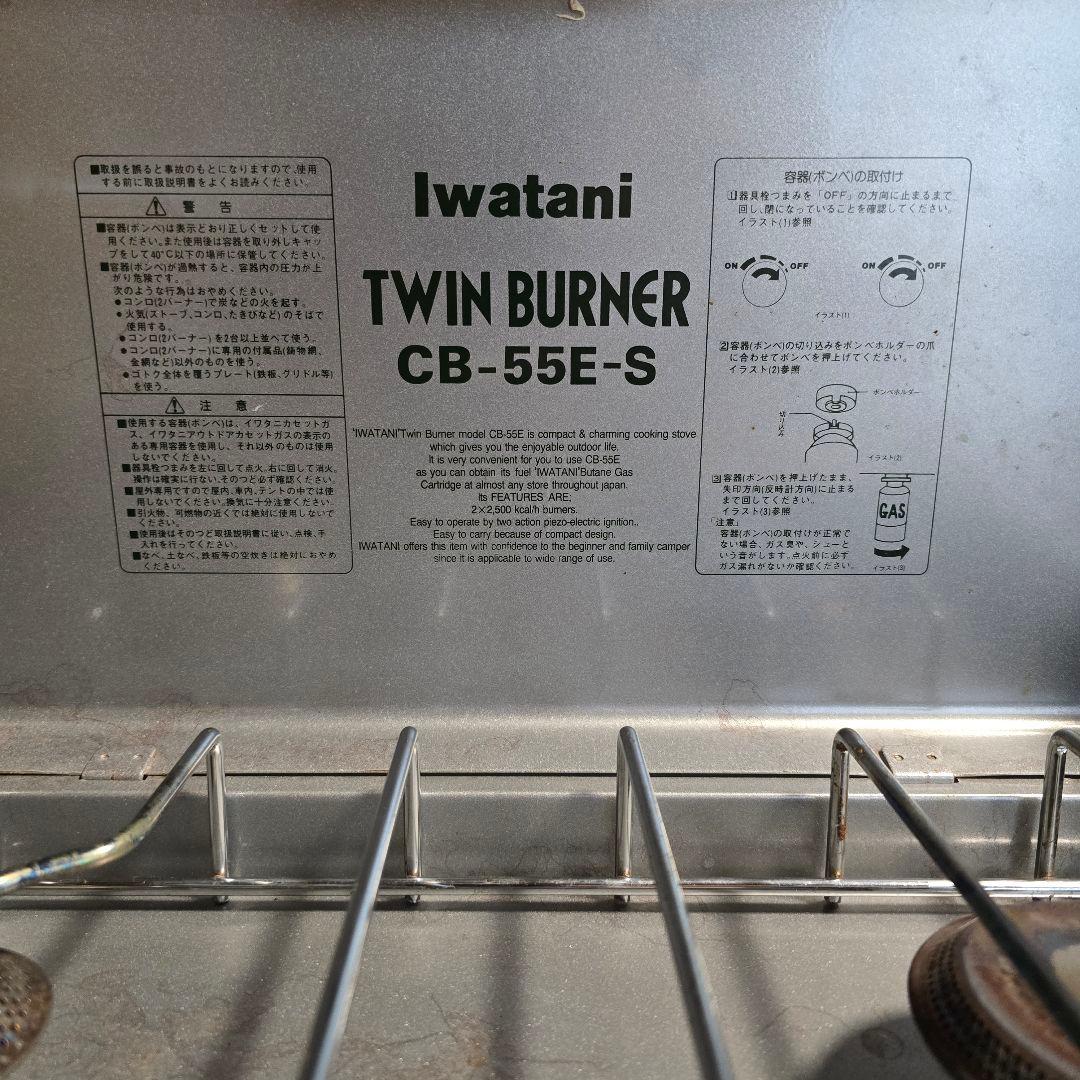 ■取扱を誤ると事故のもとになりますので、使用
する前に取扱説明書をよくお読みください。
警告
■容器(ボンベ)は表示どおり正しくセットして使
用ください。また使用後は容器を取り外しキャッ
プをして40°C以下の場所に保管してください。
■容器(ボンベ)が過熱すると、容器内の圧力が上
がり危険です。
次のような行為はおやめください。
●コンロ(2バーナー)で炭などの火を起す。
●火気(ストーブ、コンロ、たきびなど)のそばで
使用する。
●コンロ(2バーナー)を2台以上並べて使う。
●コンロ(2バーナー)に専用の付属品(鋳物網、
金網など)以外のものを使う。
●ゴトク全体を覆うプレート(鉄板、グリドル等)
を使う。
注意
■使用する容器(ボンベ)は、イワタニカセットガ
ス、イワタニアウトドアカセットガスの表示の
ある専用容器を使用し、それ以外のものは使用
しないでください。
■器具栓つまみを左に回して点火、右に回して消火。
操作は確実に行ない、そのつど必ず確認ください。
■屋外専用ですので屋内、車内、テントの中では使
用しないでください。換気に十分注意ください。
■引火物、可燃物の近くでは絶対に使用しないで
ください。
■使用後はそのつど取扱説明書に従い、点検、手
入れを行ってください。
■なべ、土なべ、鉄板等の空焚きは絶対におやめ
ください。
Iwatani
TWIN BURNER
CB-55E-S
"IWATANI"Twin Burner model CB-55E is compact & charming cooking stove
which gives you the enjoyable outdoor life.
It is very convenient for you to use CB-55E
as you can obtain its fuel "IWATANI"Butane Gas
Cartridge at almost any store throughout japan.
Its FEATURES ARE;
2×2,500 kcal/h burners.
Easy to operate by two action piezo-electric ignition..
Easy to carry because of compact design.
IWATANI offers this item with confidence to the beginner and family camper
since it is applicable to wide range of use.
容器(ボンベ)の取付け
1器具栓つまみを「OFF」の方向に止まるまで
回し、閉になっていることを確認してください。
イラスト(1)参照
ON OFF ON OFF
イラスト(1)
2容器(ボンベ)の切り込みをボンベホルダーの爪
に合わせてボンベを押上げてください。
イラスト(2)参照
ボンベホルダー
切り込み
イラスト(2)
3容器(ボンベ)を押上げたまま、
矢印方向(反時計方向)に止まる
まで回してください。
イラスト(3)参照
「注意」
容器(ボンベ)の取付けが正常で
ない場合、ガス臭や、シューと
いう音がします。点火前に必ず
ガス漏れがないか確認ください。
GAS
イラスト(3)